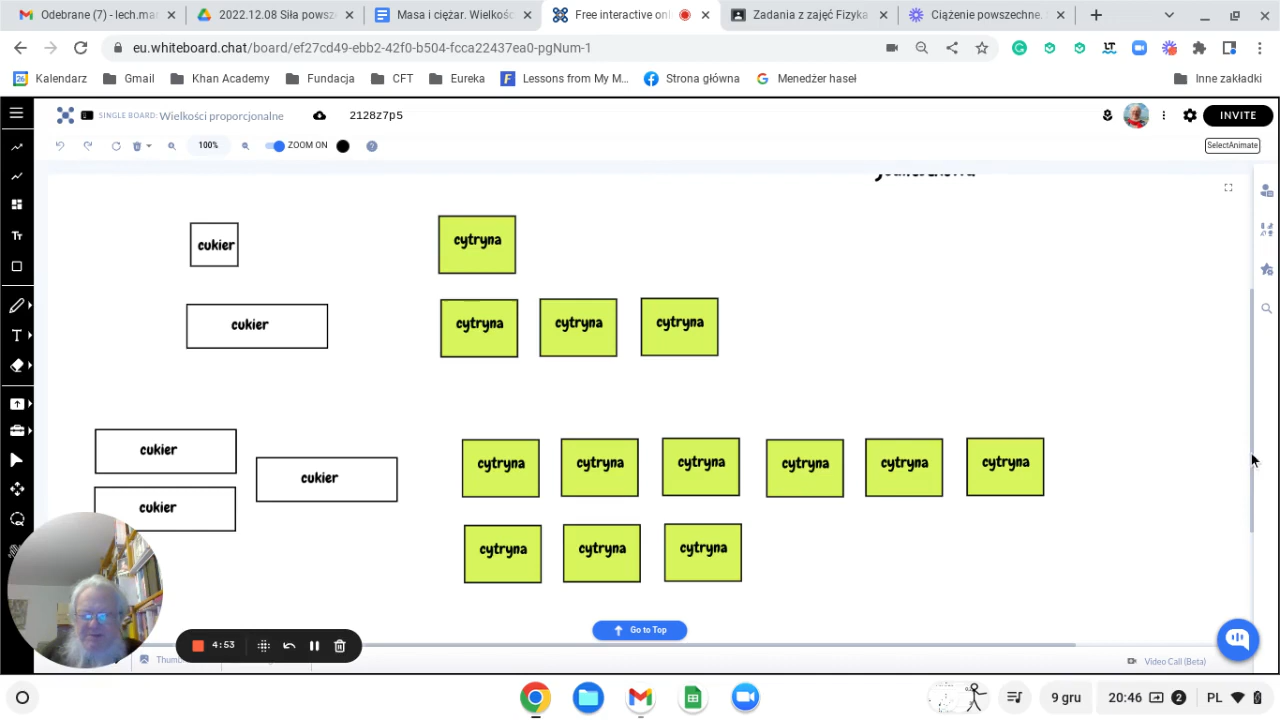 Odebrane (7) - lech.ma
2022.12.08 Siła powsz
Masa i ciężar. Wielkośc
Free interactive onl
Zadania z zajęć Fizyka
Ciążenie powszechne.
eu.whiteboard.chat/board/ef27cd49-ebb2-42f0-b504-fcca22437ea0-pgNum-1
Kalendarz Gmail Khan Academy Fundacja CFT Eureka Lessons from My M... Strona główna Menedżer haseł Inne zakładki
SINGLE BOARD: Wielkości proporcjonalne 2128z7p5 INVITE
100% ZOOM ON SelectAnimate
cukier cytryna
cukier cytryna cytryna cytryna
cukier cukier cytryna cytryna cytryna cytryna cytryna cytryna
cukier cytryna cytryna cytryna
Go to Top
4:53
Thum Video Call (Beta)
9 gru 20:46 2 PL